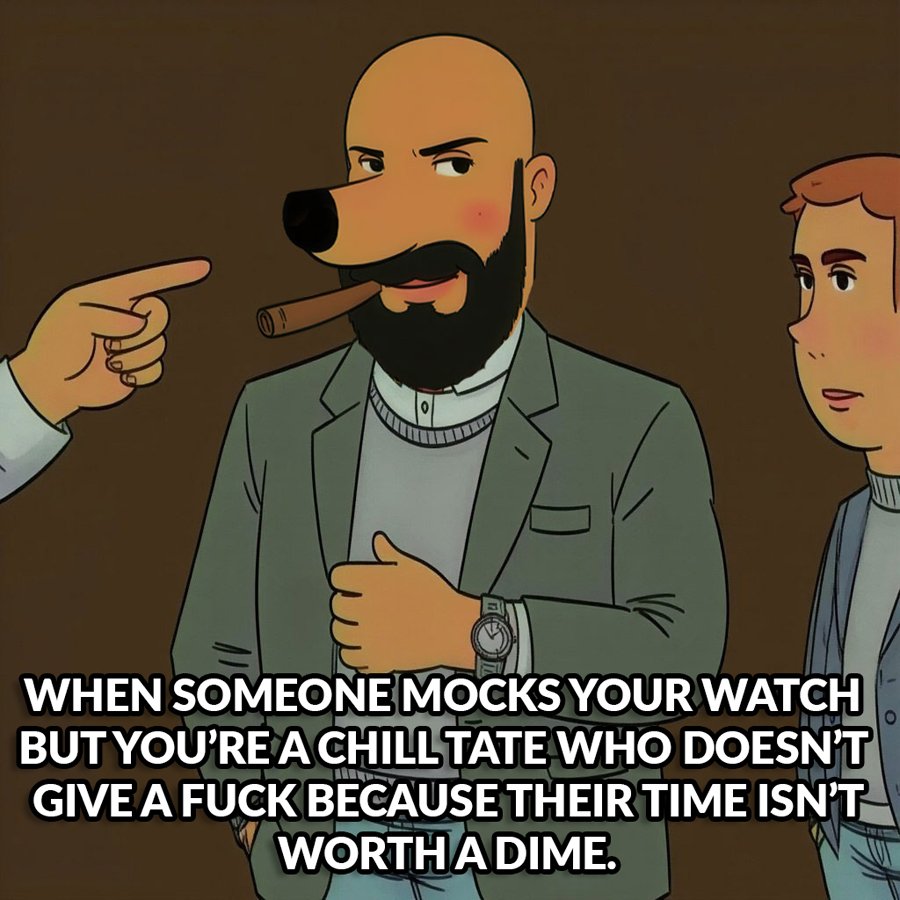 WHEN SOMEONE MOCKS YOUR WATCH
BUT YOU'RE A CHILL TATE WHO DOESN'T
GIVE A FUCK BECAUSE THEIR TIME ISN'T
WORTH A DIME.